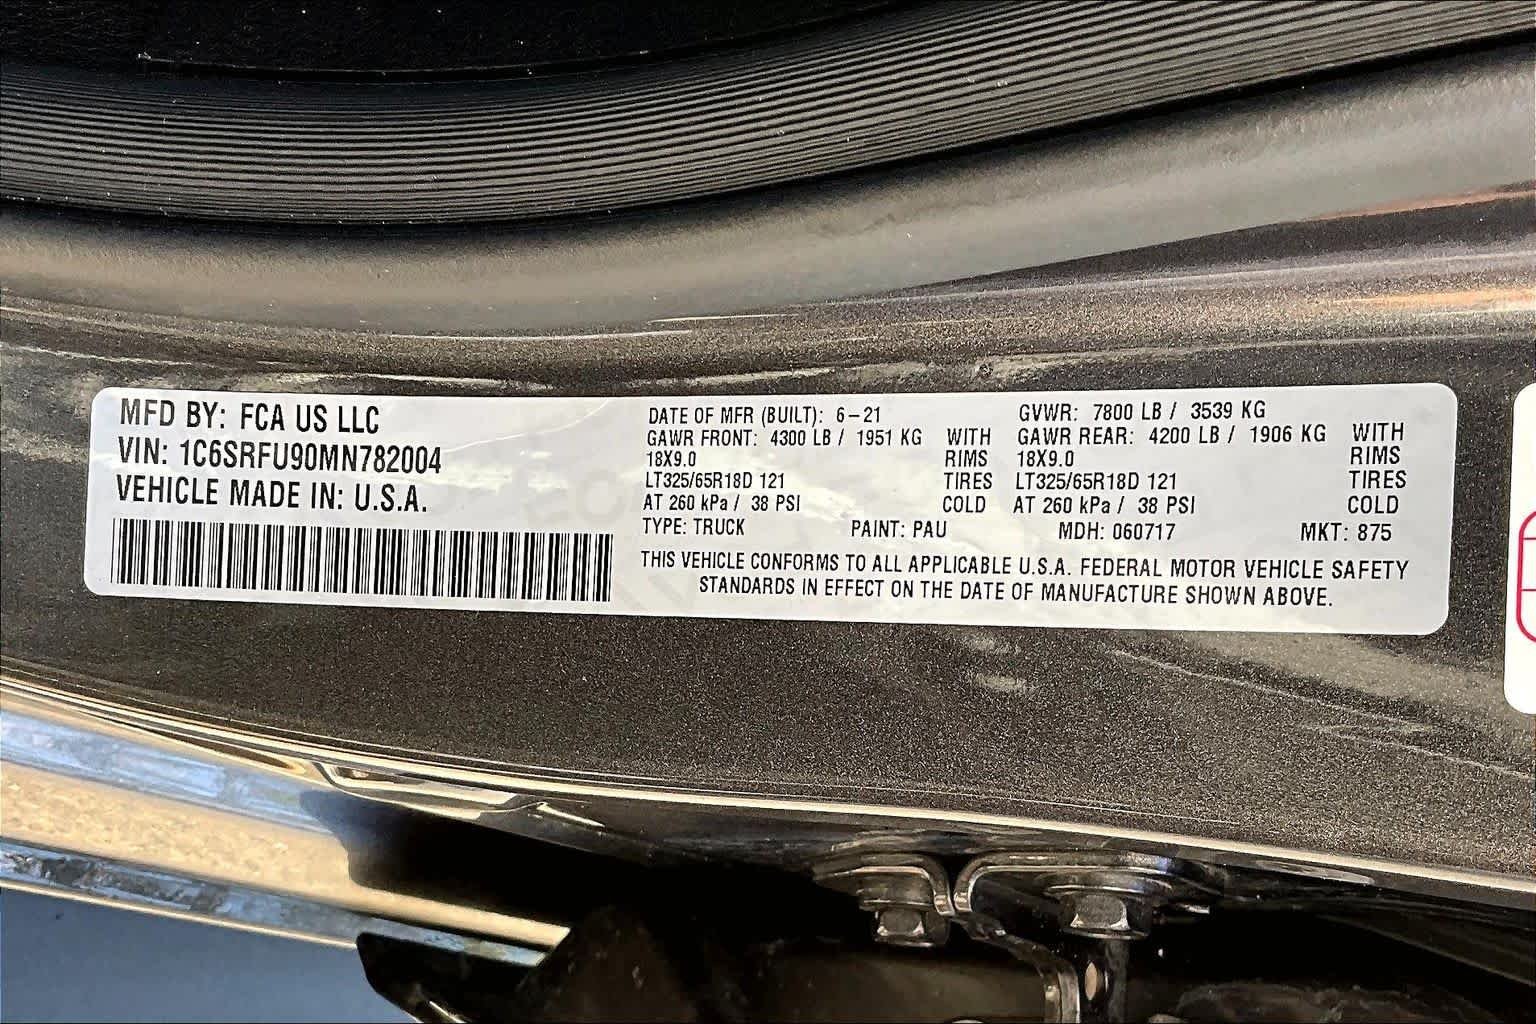 MFD BY: FCA US LLC
VIN: 1C6SRFU90MN782004
VEHICLE MADE IN: U.S.A.
DATE OF MFR (BUILT): 6-21 GVWR: 7800 LB / 3539 KG
GAWR FRONT: 4300 LB / 1951 KG WITH GAWR REAR: 4200 LB / 1906 KG WITH
18X9.0 RIMS 18X9.0 RIMS
LT325/65R18D 121 TIRES LT325/65R18D 121 TIRES
AT 260 kPa / 38 PSI COLD AT 260 kPa / 38 PSI COLD
TYPE: TRUCK PAINT: PAU MDH: 060717 MKT: 875
THIS VEHICLE CONFORMS TO ALL APPLICABLE U.S.A. FEDERAL MOTOR VEHICLE SAFETY
STANDARDS IN EFFECT ON THE DATE OF MANUFACTURE SHOWN ABOVE.